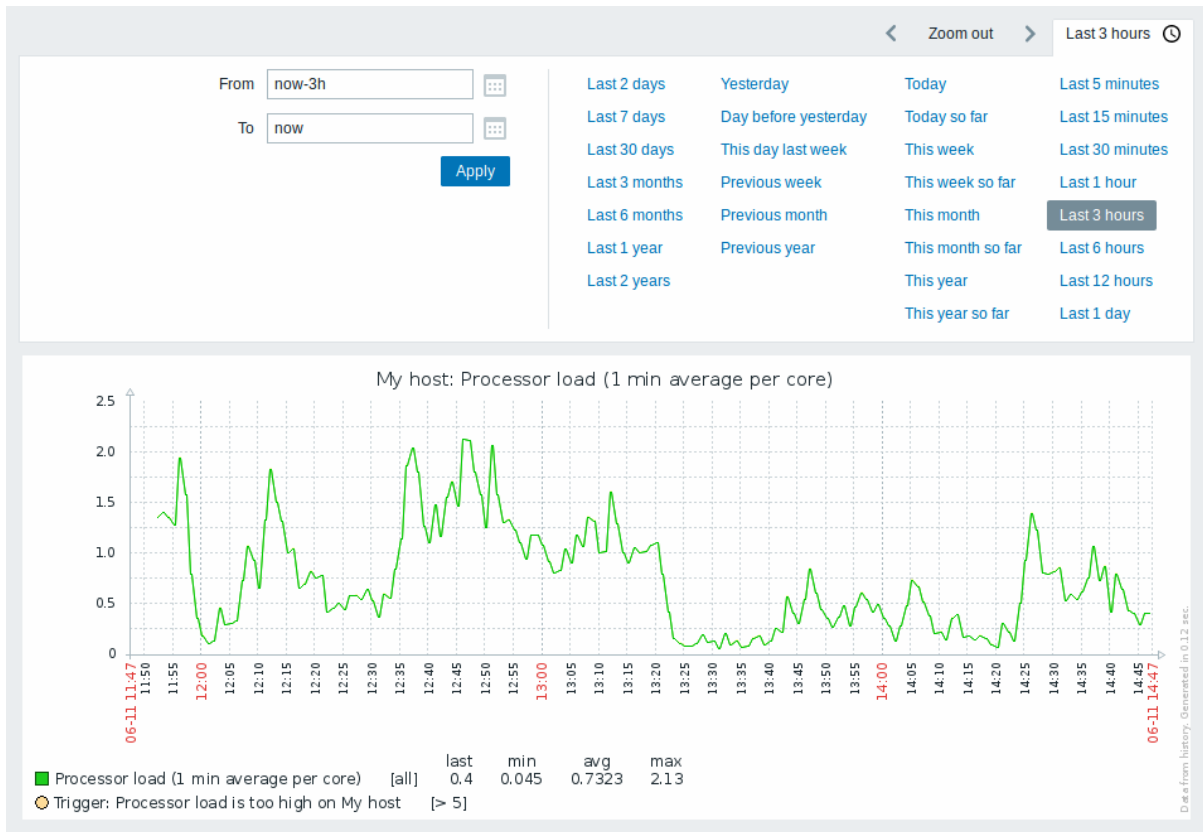 Zoom out Last 3 hours
From now-3h
To now
Apply
Last 2 days Yesterday Today Last 5 minutes
Last 7 days Day before yesterday Today so far Last 15 minutes
Last 30 days This day last week This week Last 30 minutes
Last 3 months Previous week This week so far Last 1 hour
Last 6 months Previous month This month Last 3 hours
Last 1 year Previous year This month so far Last 6 hours
Last 2 years This year Last 12 hours
This year so far Last 1 day
My host: Processor load (1 min average per core)
2.5
2.0
1.5
1.0
0.5
0
06-11 11:47 11:50 11:55 12:00 12:05 12:10 12:15 12:20 12:25 12:30 12:35 12:40 12:45 12:50 12:55 13:00 13:05 13:10 13:15 13:20 13:25 13:30 13:35 13:40 13:45 13:50 13:55 14:00 14:05 14:10 14:15 14:20 14:25 14:30 14:35 14:40 14:45 06-11 14:47
last min avg max
Processor load (1 min average per core) [all] 0.4 0.045 0.7323 2.13
Trigger: Processor load is too high on My host [> 5]
Data from history. Generated in 0.12 sec.